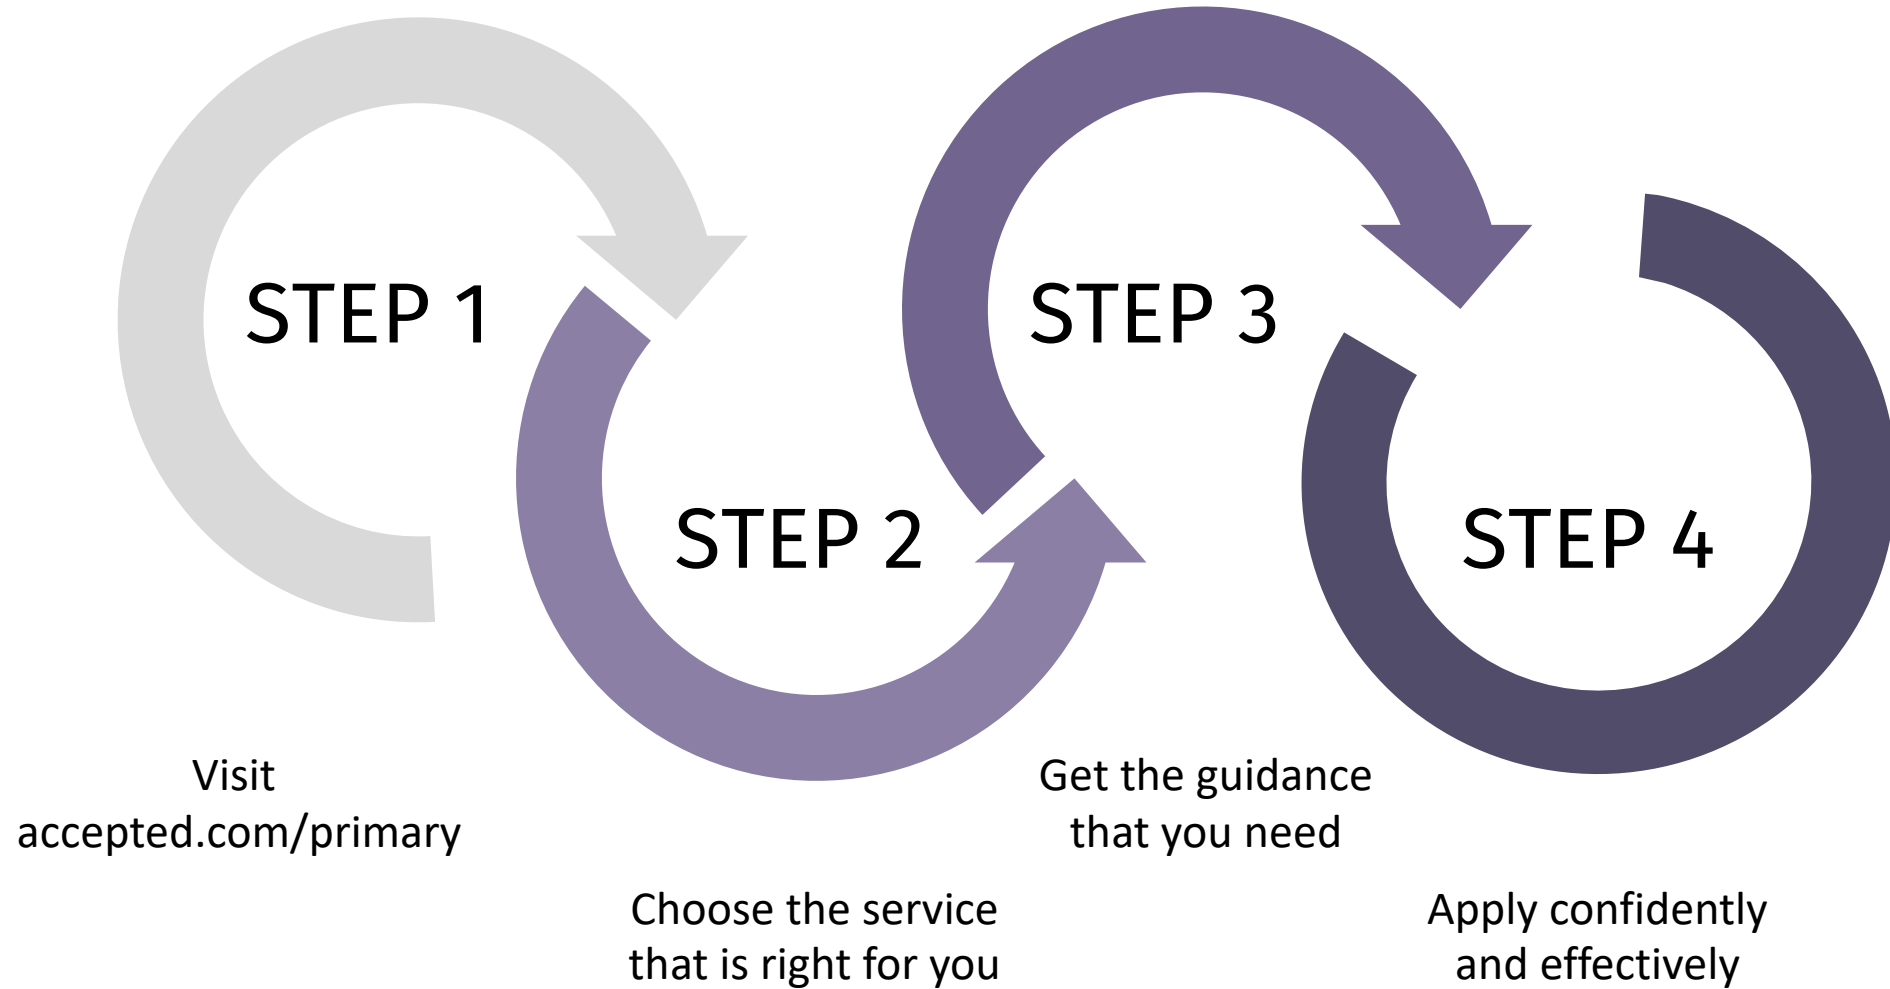 STEP 1
Visit
accepted.com/primary
STEP 2
Choose the service
that is right for you
STEP 3
Get the guidance
that you need
STEP 4
Apply confidently
and effectively